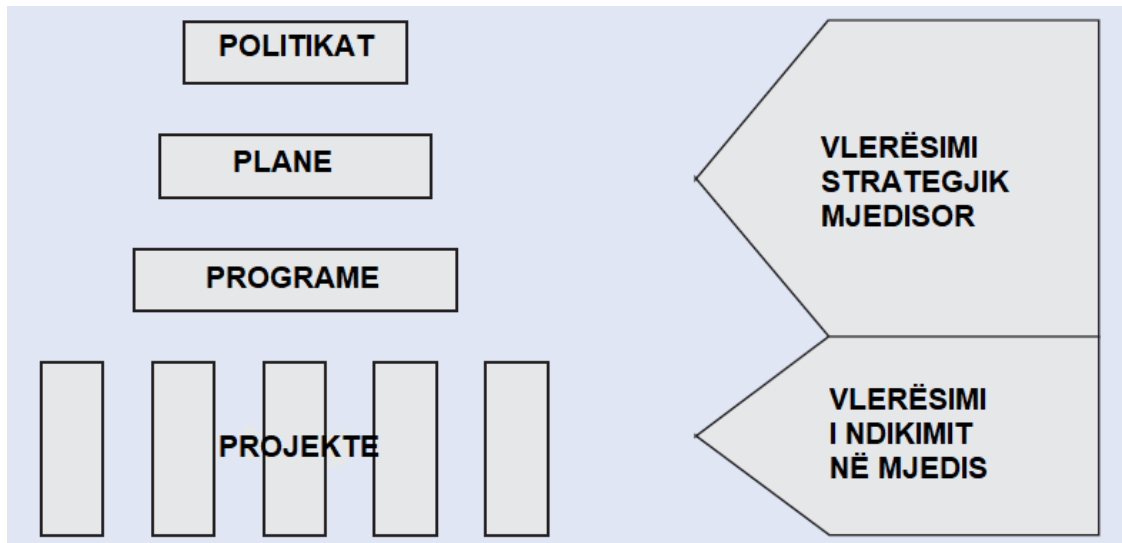 POLITIKAT
PLANE
PROGRAME
PROJEKTE
VLERËSIMI
STRATEGJIK
MJEDISOR
VLERËSIMI
I NDIKIMIT
NË MJEDIS